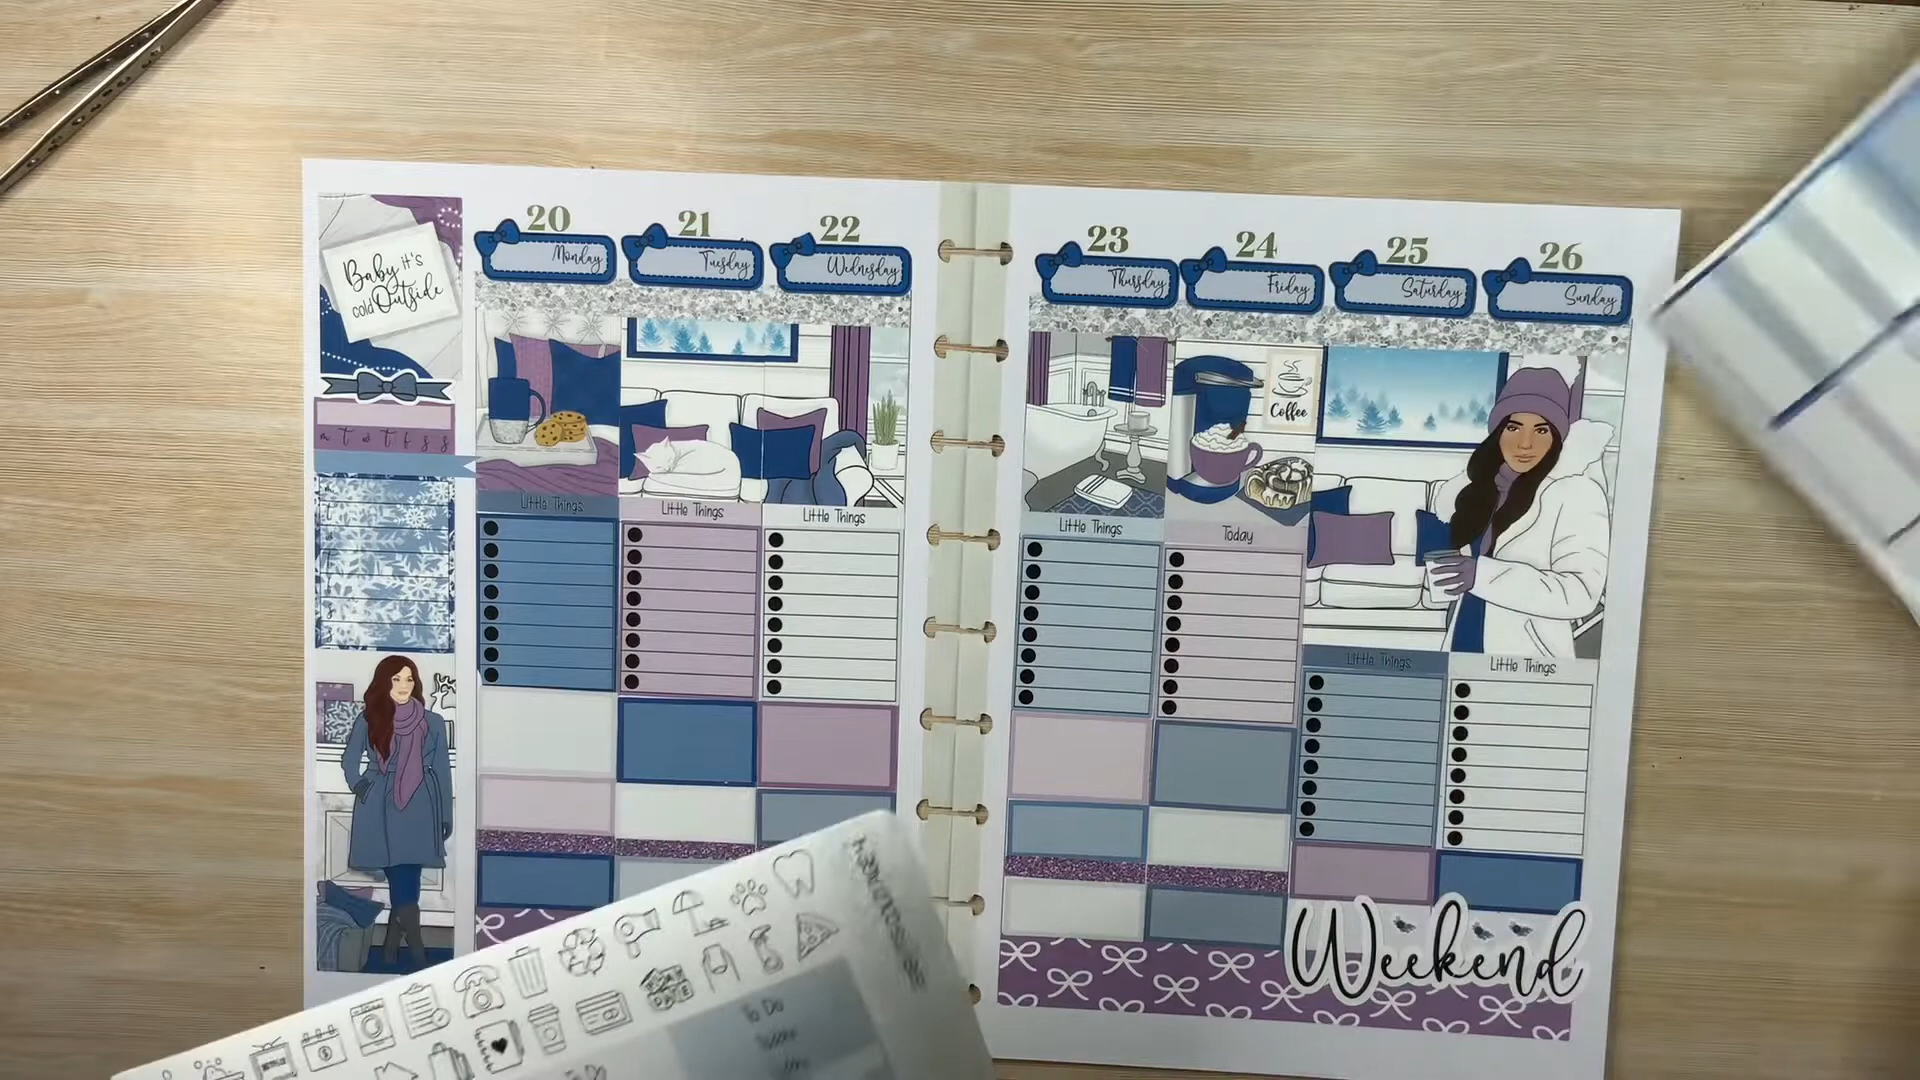 20
21
22
23
24
25
26
Monday
Tuesday
Wednesday
Thursday
Friday
Saturday
Sunday
Baby it's
cold Outside
m t w t f s s
Coffee
Little Things
Little Things
Little Things
Little Things
Today
Little Things
Little Things
Weekend
To Do